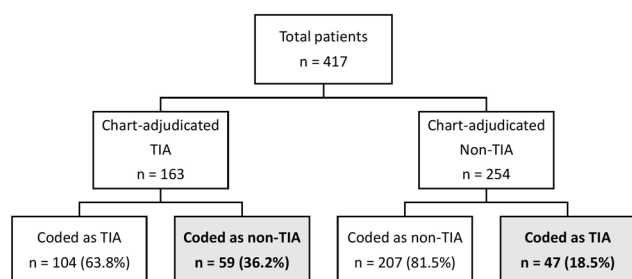 Total patients
n = 417
Chart-adjudicated
TIA
n = 163
Chart-adjudicated
Non-TIA
n = 254
Coded as TIA
n = 104 (63.8%)
Coded as non-TIA
n = 59 (36.2%)
Coded as non-TIA
n = 207 (81.5%)
Coded as TIA
n = 47 (18.5%)